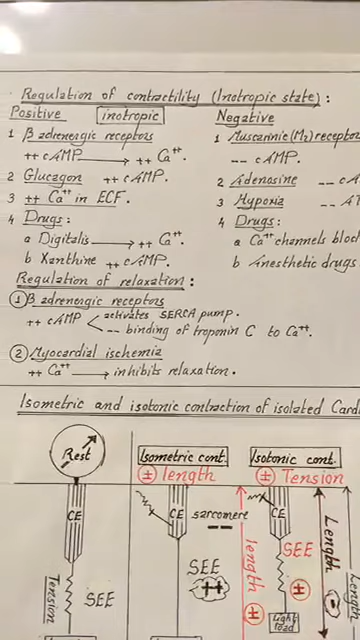 Regulation of contractility (Inotropic state) :
Positive inotropic Negative
1 β adrenergic receptors
++ cAMP → ++ Ca++.
2 Glucagon ++ cAMP.
3 ++ Ca++ in ECF.
4 Drugs :
a Digitalis → ++ Ca++.
b Xanthine ++ cAMP.
1 Muscarinic (M2) receptor
-- cAMP.
2 Adenosine -- cA
3 Hypoxia -- AT
4 Drugs :
a Ca++ channels block
b Anesthetic drugs
Regulation of relaxation :
① β adrenergic receptors
++ cAMP < activates SERCA pump.
-- binding of troponin C to Ca++.
② Myocardial ischemia
++ Ca++ → inhibits relaxation.
Isometric and isotonic contraction of isolated Card
Rest
CE
Tension
SEE
Isometric cont.
± length
CE
sarcomere
SEE
++
length
+
Isotonic cont.
± Tension
CE
SEE
+
Light
load
Length
-
Length